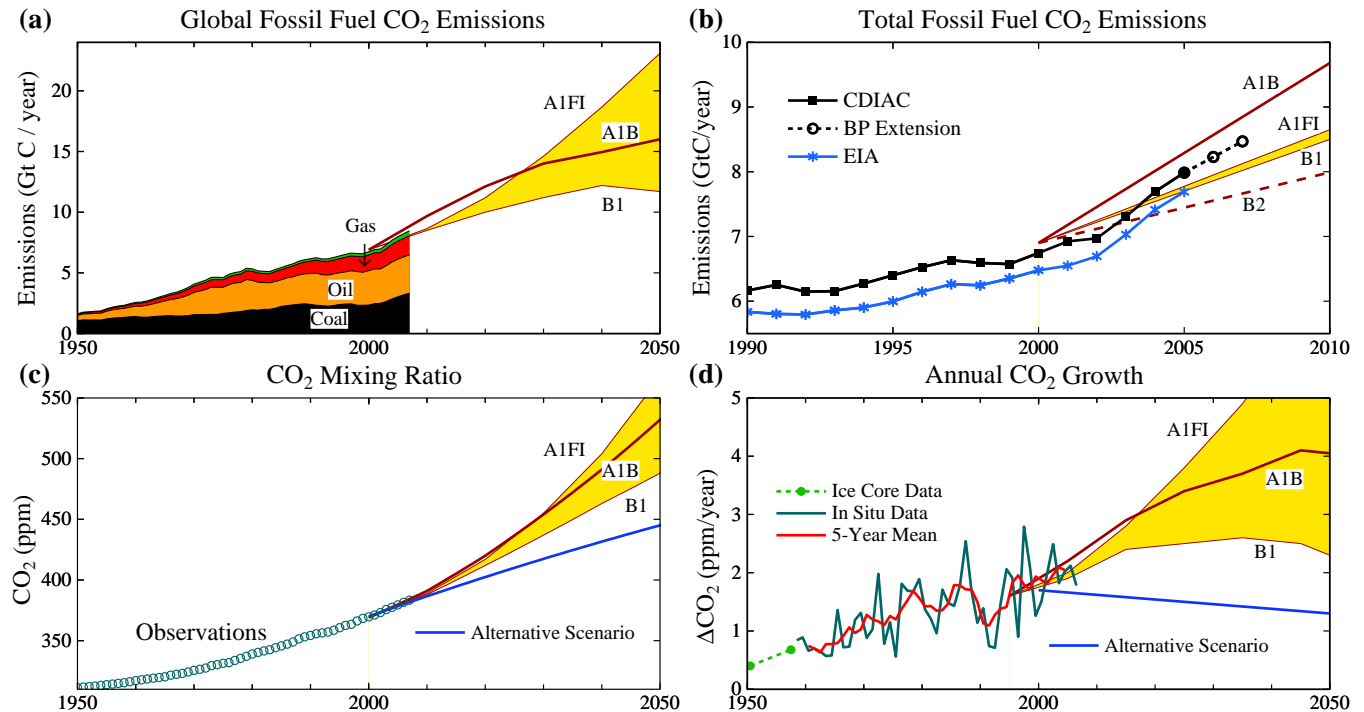 (a) Global Fossil Fuel CO₂ Emissions
Emissions (Gt C / year)
20
15
10
5
0
A1FI
A1B
B1
Gas
Oil
Coal
1950 2000 2050
(b) Total Fossil Fuel CO₂ Emissions
Emissions (GtC/year)
10
9
8
7
6
CDIAC
BP Extension
EIA
A1B
A1FI
B1
B2
1990 1995 2000 2005 2010
(c) CO₂ Mixing Ratio
CO₂ (ppm)
550
500
450
400
350
A1FI
A1B
B1
Observations
Alternative Scenario
1950 2000 2050
(d) Annual CO₂ Growth
ΔCO₂ (ppm/year)
5
4
3
2
1
0
A1FI
A1B
B1
Ice Core Data
In Situ Data
5-Year Mean
Alternative Scenario
1950 2000 2050